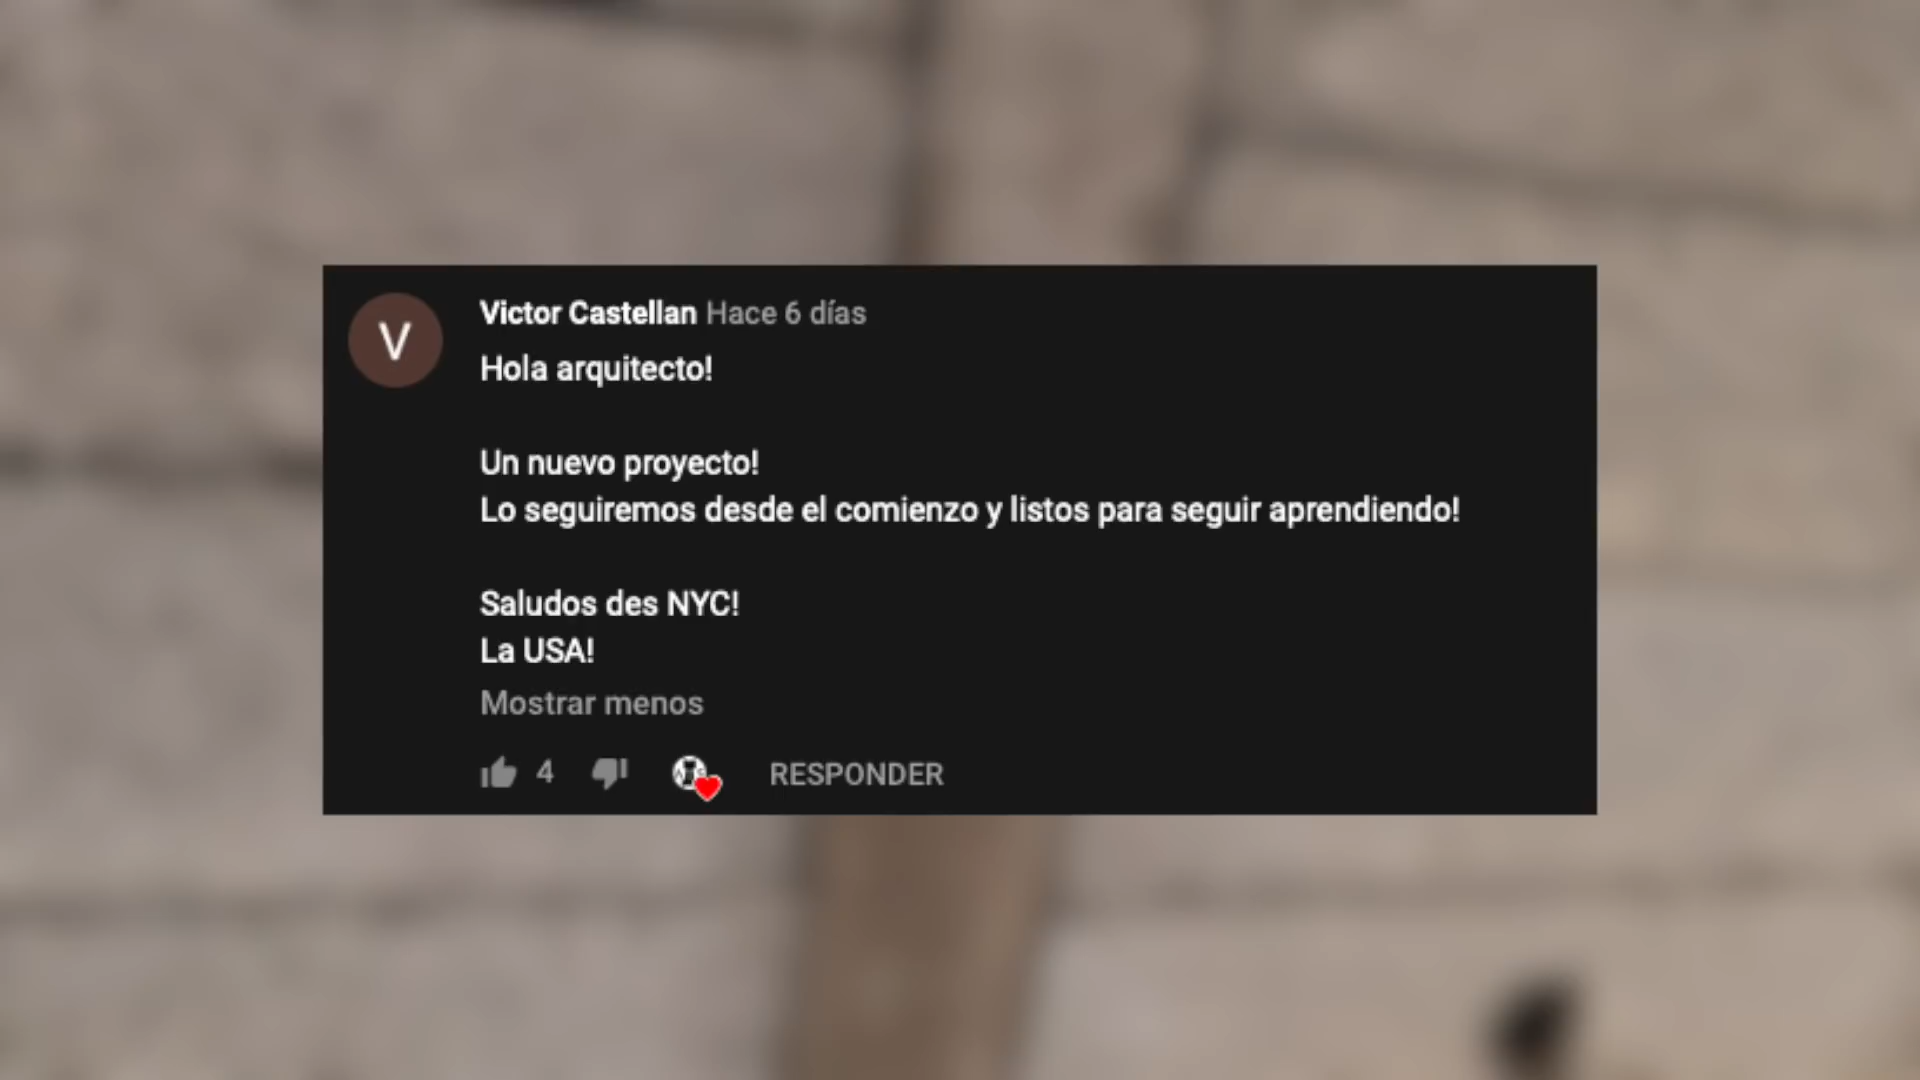 V
Victor Castellan Hace 6 días
Hola arquitecto!
Un nuevo proyecto!
Lo seguiremos desde el comienzo y listos para seguir aprendiendo!
Saludos des NYC!
La USA!
Mostrar menos
4 RESPONDER